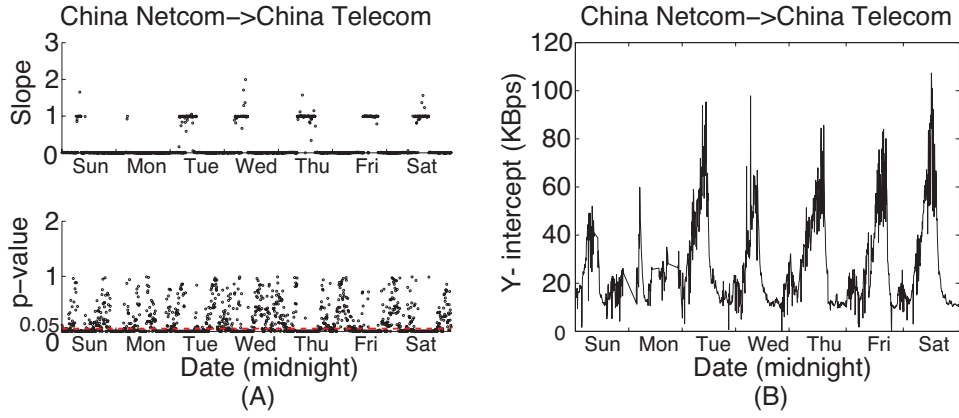 China Netcom->China Telecom
Slope
3
2
1
0
Sun Mon Tue Wed Thu Fri Sat
p-value
2
1
0.05
0
Sun Mon Tue Wed Thu Fri Sat
Date (midnight)
(A)
China Netcom->China Telecom
Y- intercept (KBps)
120
100
80
60
40
20
0
Sun Mon Tue Wed Thu Fri Sat
Date (midnight)
(B)